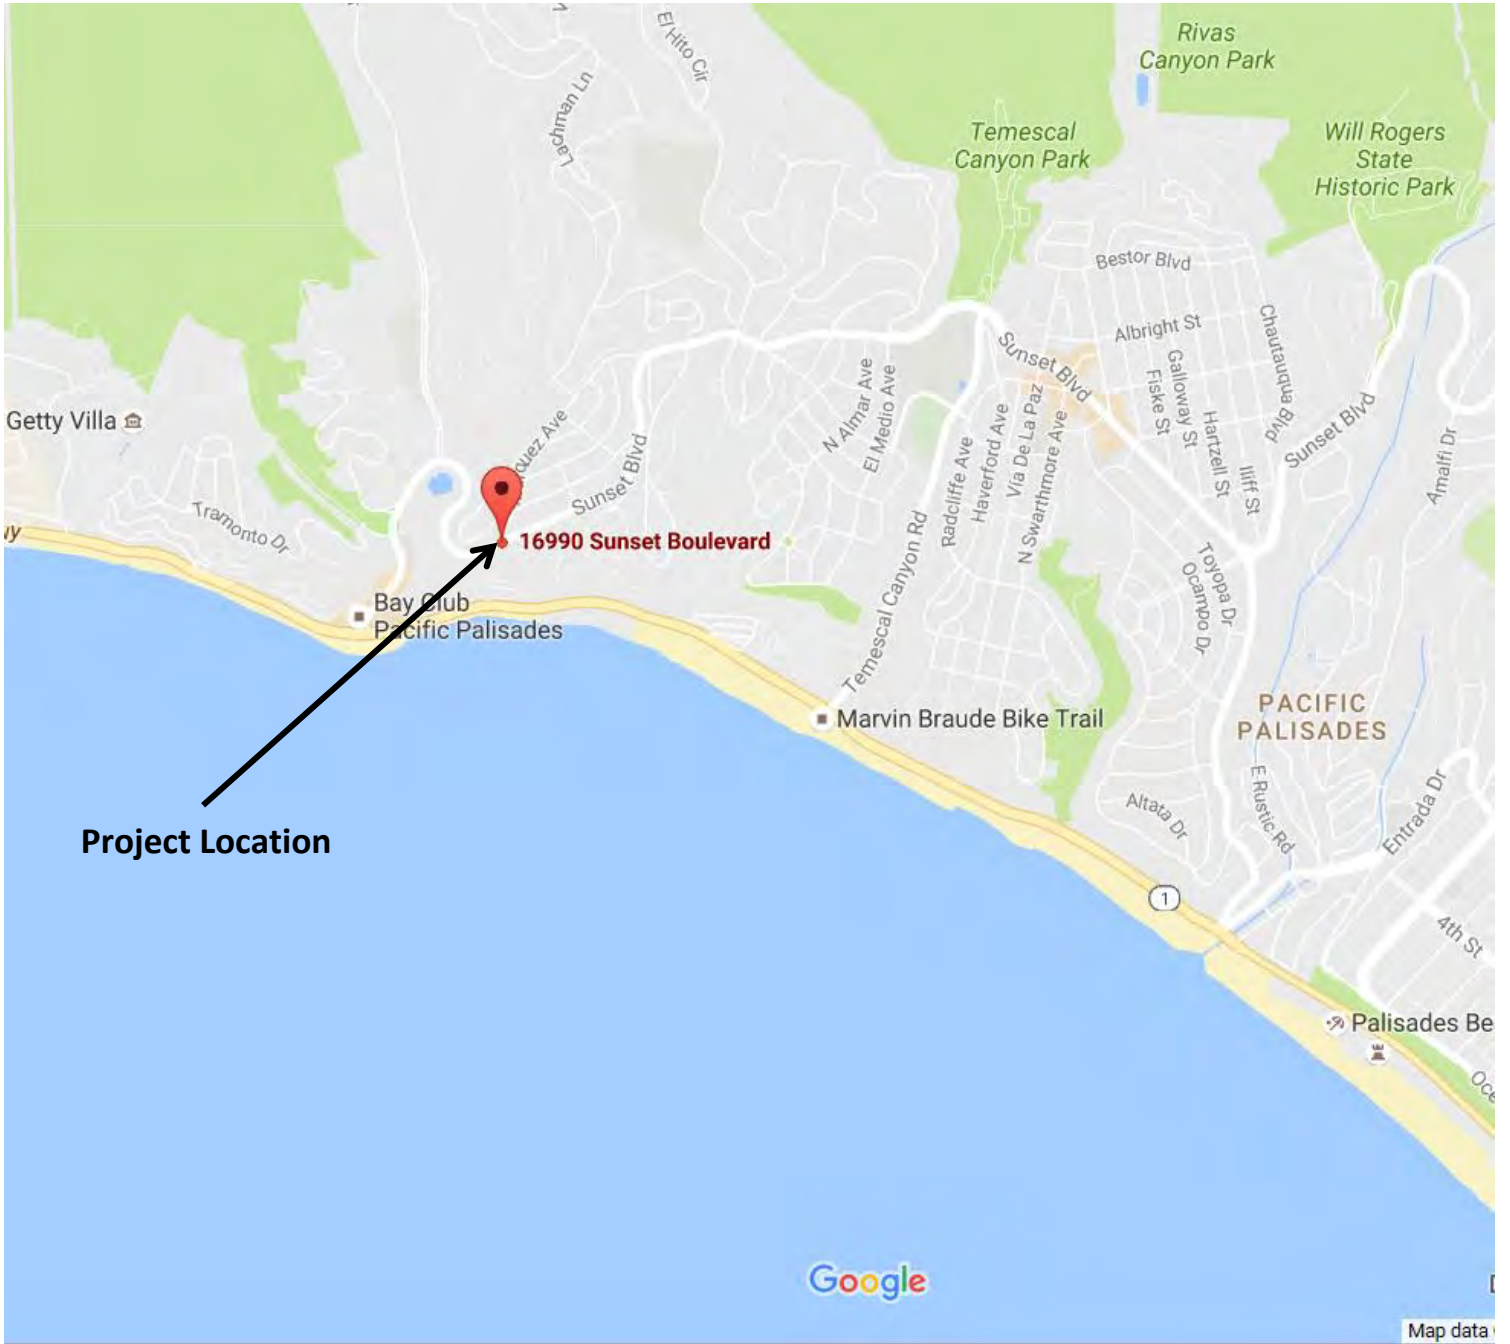 El Hito Cir
Lachman Ln
Rivas
Canyon Park
Temescal
Canyon Park
Will Rogers
State
Historic Park
Bestor Blvd
Albright St
Chautauqua Blvd
Sunset Blvd
Galloway St
Fiske St
Hartzell St
Iliff St
Sunset Blvd
Amalfi Dr
N Almar Ave
El Medio Ave
Radcliffe Ave
Haverford Ave
Via De La Paz
N Swarthmore Ave
Getty Villa
Sunset Blvd
Tramonto Dr
16990 Sunset Boulevard
Temescal Canyon Rd
Toyopa Dr
Ocampo Dr
Bay Club
Pacific Palisades
Marvin Braude Bike Trail
PACIFIC
PALISADES
Project Location
Altata Dr
E Rustic Rd
Entrada Dr
1
4th St
Palisades Be
Oce
Google
Map data